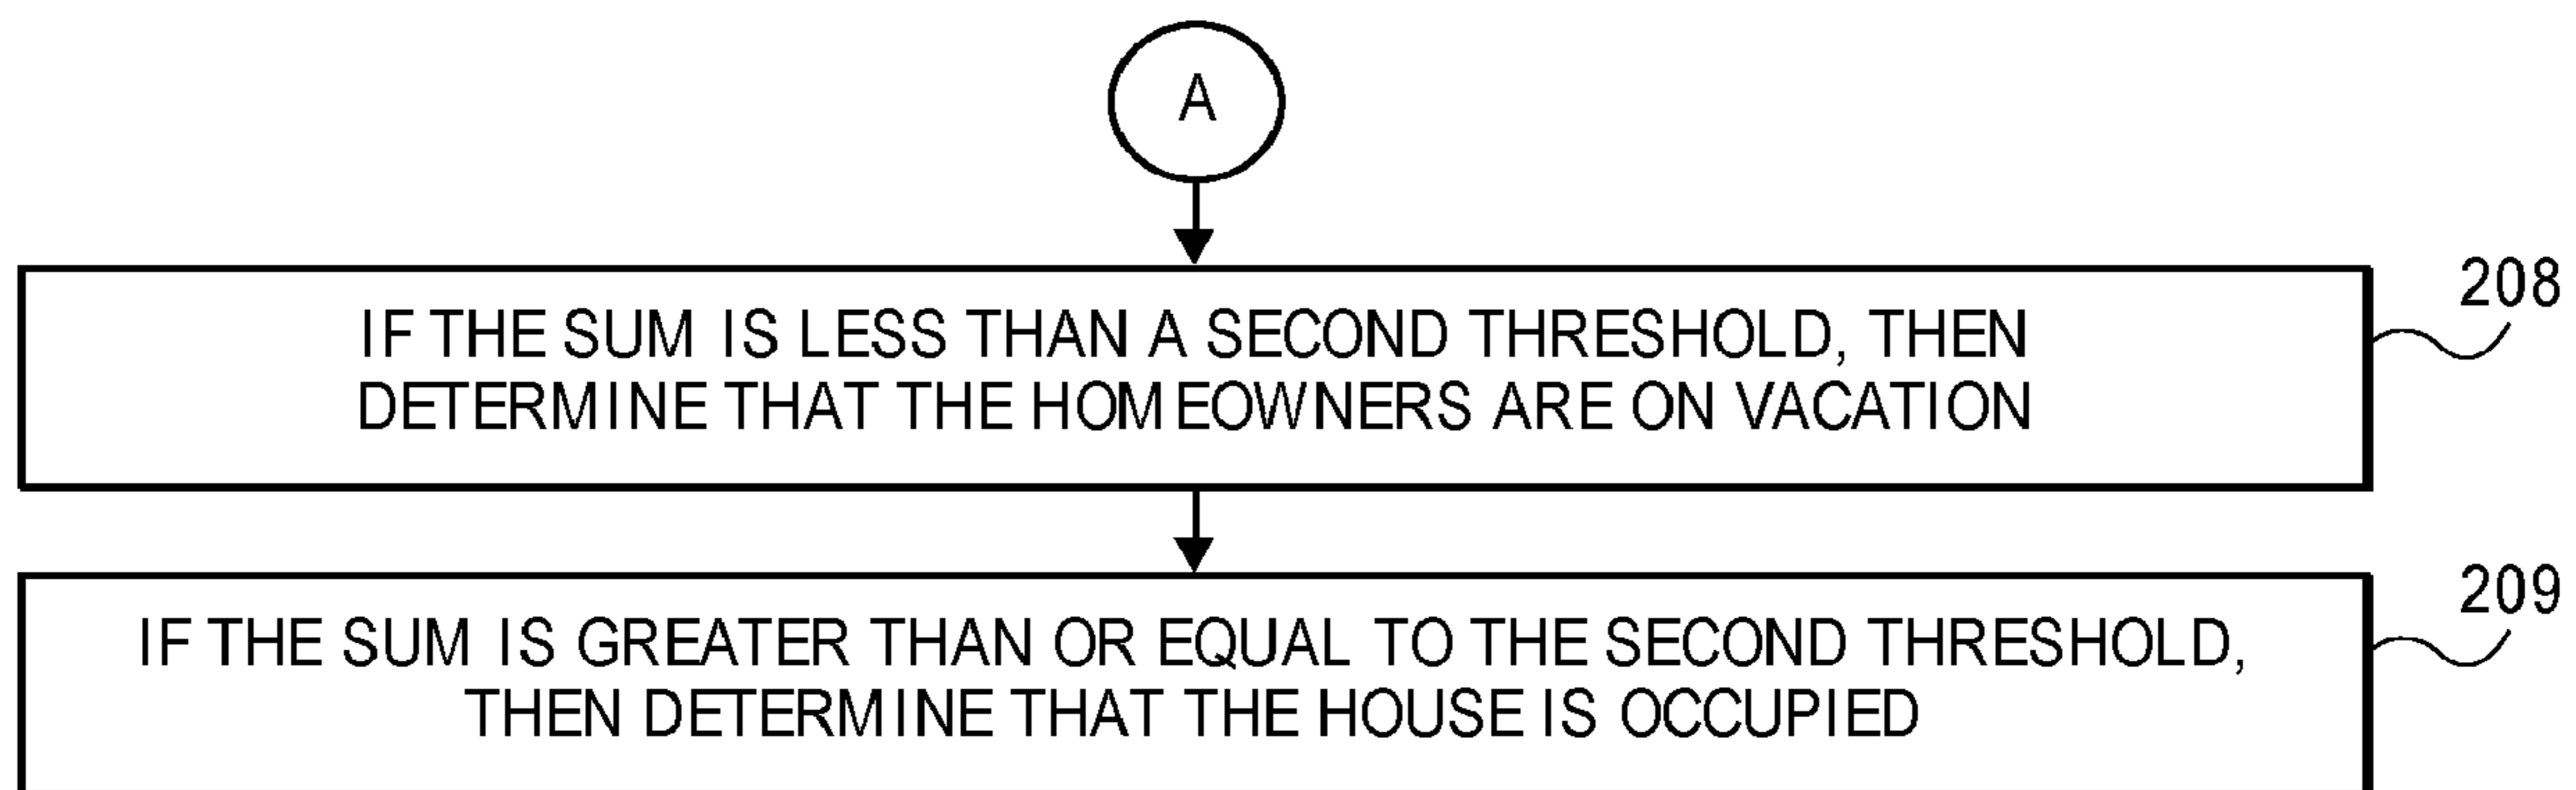 A
208
IF THE SUM IS LESS THAN A SECOND THRESHOLD, THEN
DETERMINE THAT THE HOMEOWNERS ARE ON VACATION
209
IF THE SUM IS GREATER THAN OR EQUAL TO THE SECOND THRESHOLD,
THEN DETERMINE THAT THE HOUSE IS OCCUPIED